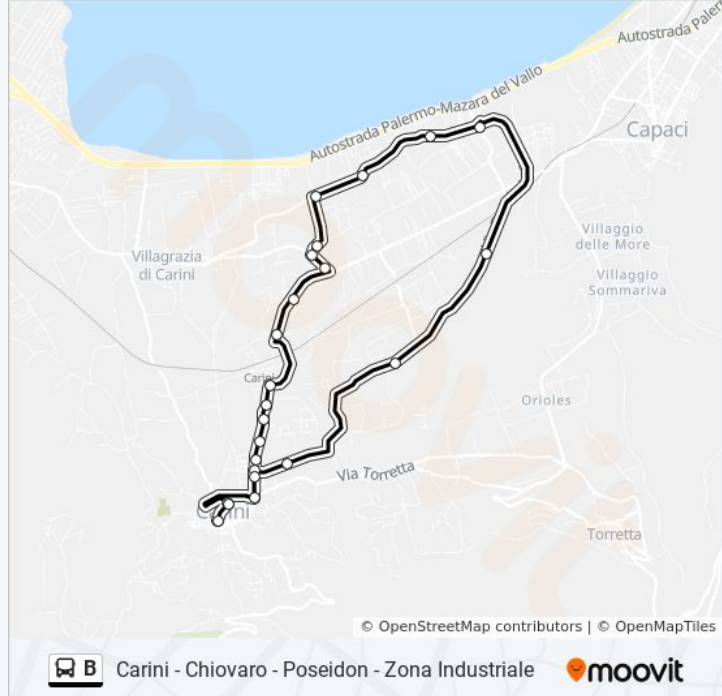 Autostrada Paler
Autostrada Palermo-Mazara del Vallo
Capaci
Villaggio
delle More
Villagrazia
di Carini
Villaggio
Sommariva
Carini
Orioles
Via Torretta
Carini
Torretta
© OpenStreetMap contributors | © OpenMapTiles
B Carini - Chiovaro - Poseidon - Zona Industriale
moovit